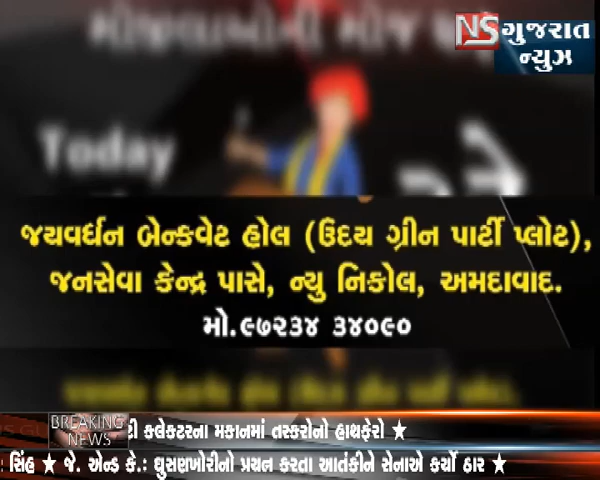 NS ગુજરાત
ન્યુઝ
Today
જયવર્ધન બેન્કવેટ હોલ (ઉદય ગ્રીન પાર્ટી પ્લોટ),
જનસેવા કેન્દ્ર પાસે, ન્યુ નિકોલ, અમદાવાદ.
મો.૯૭૨૩૪ ૩૪૦૯૦
BREAKING
NEWS
કલેકટરના મકાનમાં તસ્કરોનો હાથફેરો ★
સિંહ ★ જે. એન્ડ કે.: ઘુસણખોરીનો પ્રયત્ન કરતા આતંકીને સેનાએ કર્યો ઠાર ★